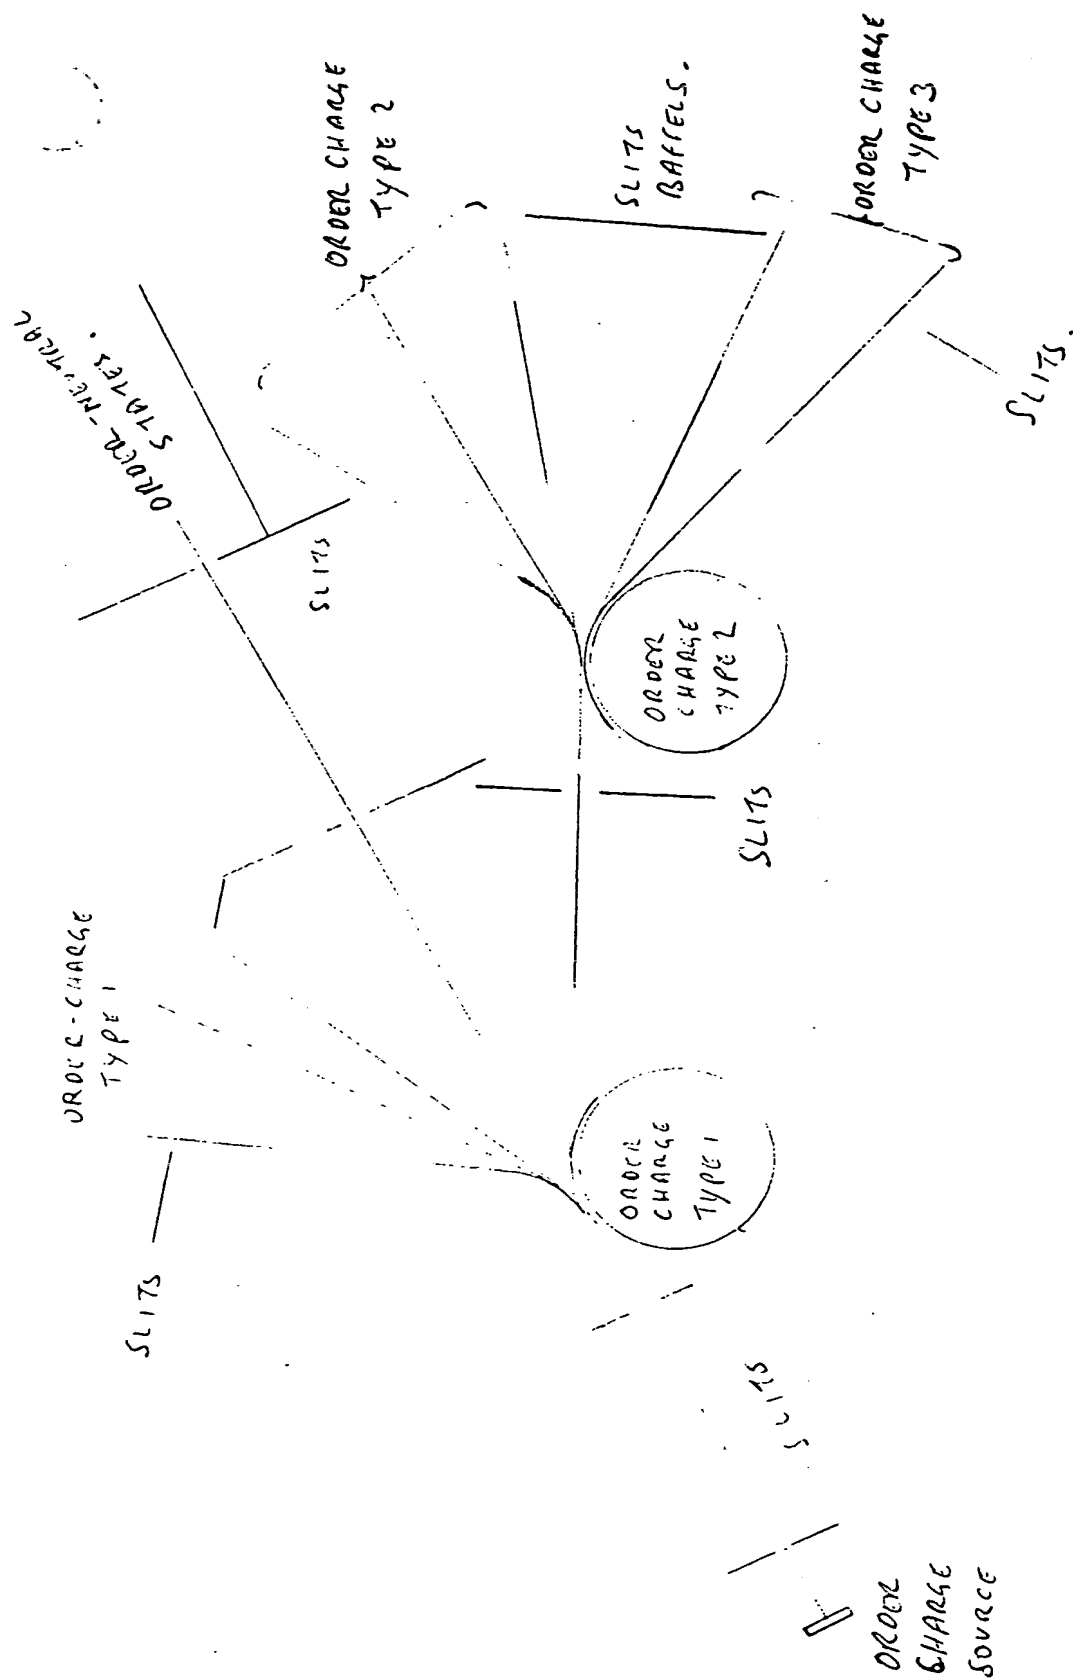 ORDER-NEUTRAL
STATES.
ORDER CHARGE
TYPE 2
SLITS
BAFFELS.
ORDER CHARGE
TYPE 3
SLITS.
SLITS
ORDER
CHARGE
TYPE 2
SLITS
ORDER-CHARGE
TYPE 1
SLITS
ORDER
CHARGE
TYPE 1
SLITS
ORDER
CHARGE
SOURCE